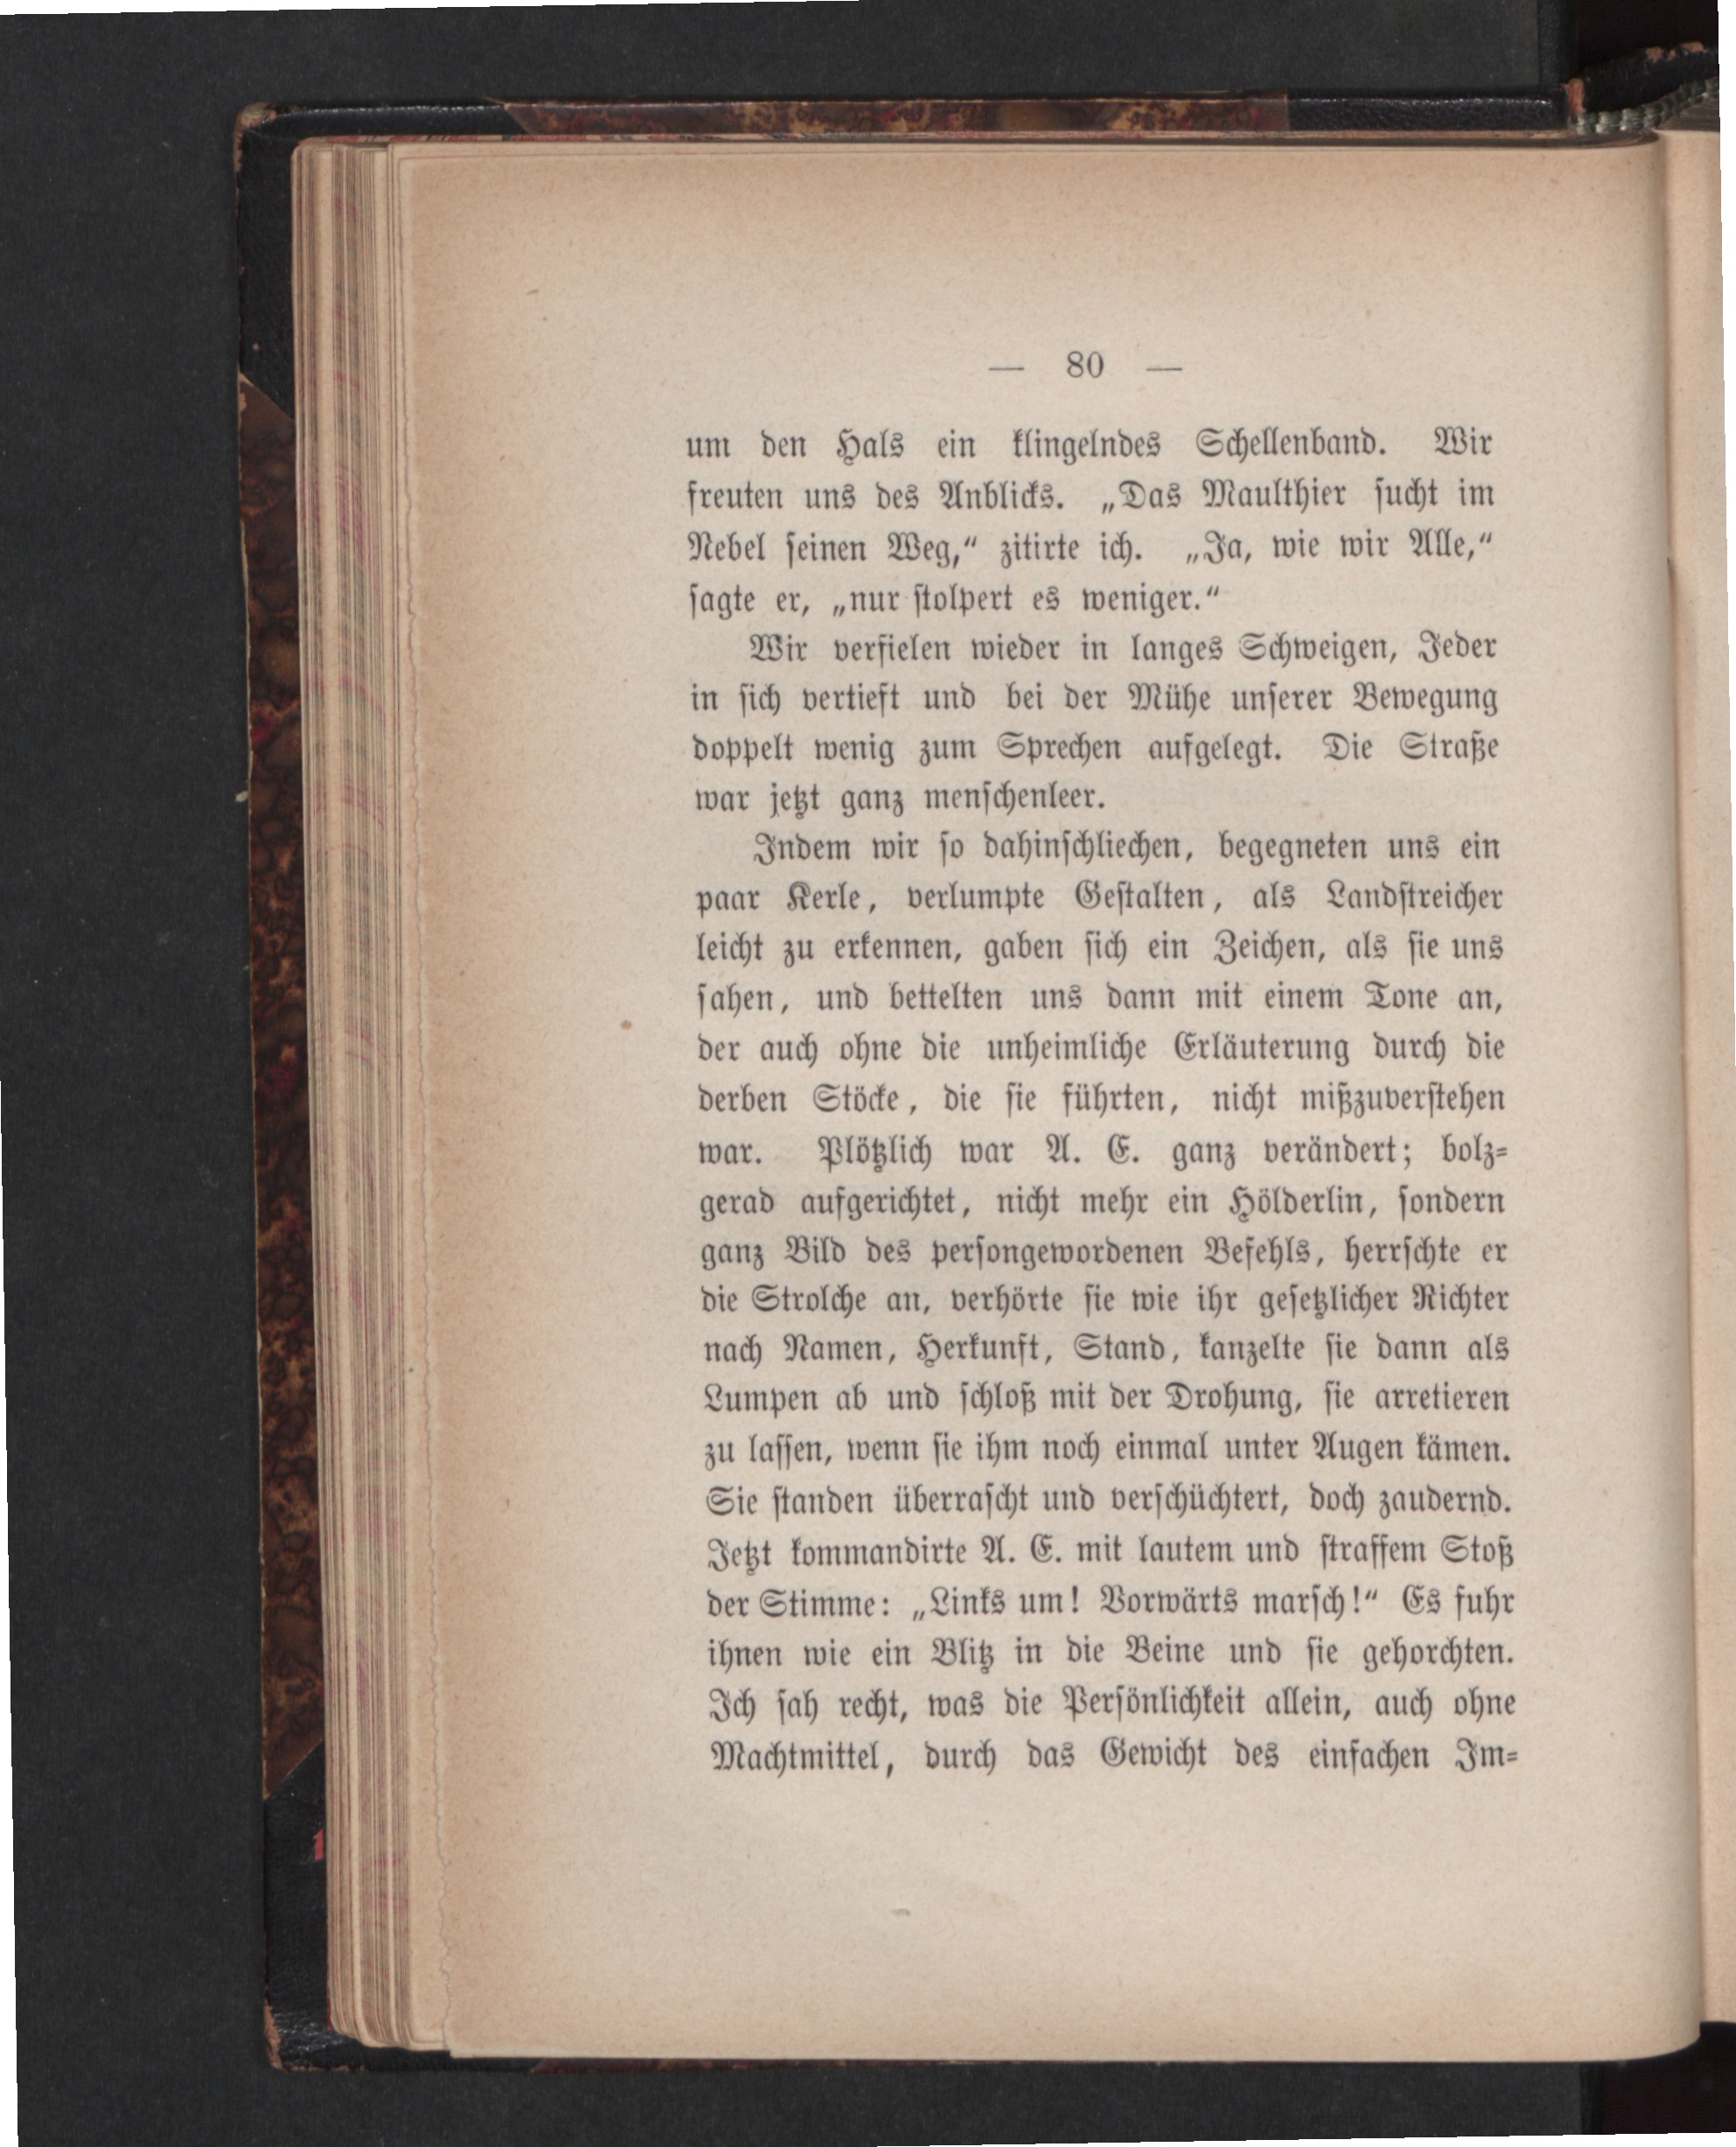 — 80 —
um den Hals ein klingelndes Schellenband. Wir
freuten uns des Anblicks. „Das Maulthier sucht im
Nebel seinen Weg,“ zitirte ich. „Ja, wie wir Alle,“
sagte er, „nur stolpert es weniger.“
Wir verfielen wieder in langes Schweigen, Jeder
in sich vertieft und bei der Mühe unserer Bewegung
doppelt wenig zum Sprechen aufgelegt. Die Straße
war jetzt ganz menschenleer.
Indem wir so dahinschliechen, begegneten uns ein
paar Kerle, verlumpte Gestalten, als Landstreicher
leicht zu erkennen, gaben sich ein Zeichen, als sie uns
sahen, und bettelten uns dann mit einem Tone an,
der auch ohne die unheimliche Erläuterung durch die
derben Stöcke, die sie führten, nicht mißzuverstehen
war. Plötzlich war A. E. ganz verändert; bolz-
gerad aufgerichtet, nicht mehr ein Hölderlin, sondern
ganz Bild des persongewordenen Befehls, herrschte er
die Strolche an, verhörte sie wie ihr gesetzlicher Richter
nach Namen, Herkunft, Stand, kanzelte sie dann als
Lumpen ab und schloß mit der Drohung, sie arretieren
zu lassen, wenn sie ihm noch einmal unter Augen kämen.
Sie standen überrascht und verschüchtert, doch zaudernd.
Jetzt kommandirte A. E. mit lautem und straffem Stoß
der Stimme: „Links um! Vorwärts marsch!“ Es fuhr
ihnen wie ein Blitz in die Beine und sie gehorchten.
Ich sah recht, was die Persönlichkeit allein, auch ohne
Machtmittel, durch das Gewicht des einfachen Im-